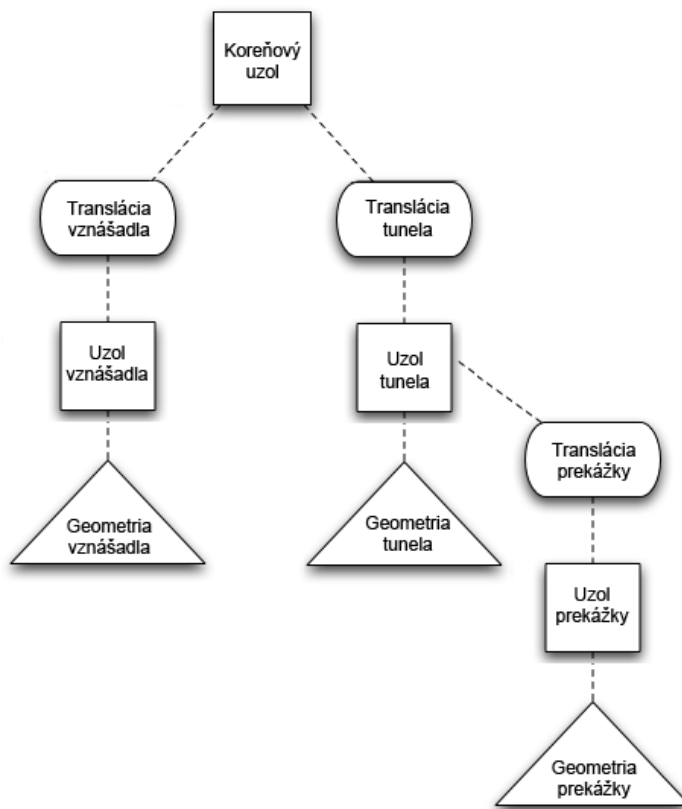 Koreňový
uzol
Translácia
vznášadla
Translácia
tunela
Uzol
vznášadla
Uzol
tunela
Translácia
prekážky
Geometria
vznášadla
Geometria
tunela
Uzol
prekážky
Geometria
prekážky